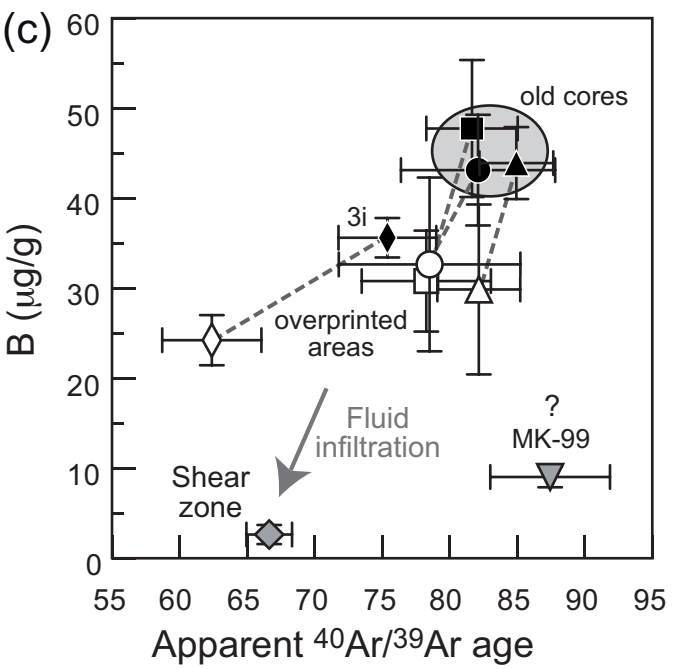 (c)
60
50
40
30
20
10
0
B (µg/g)
old cores
3i
overprinted
areas
Fluid
infiltration
?
MK-99
Shear
zone
55 60 65 70 75 80 85 90 95
Apparent ⁴⁰Ar/³⁹Ar age